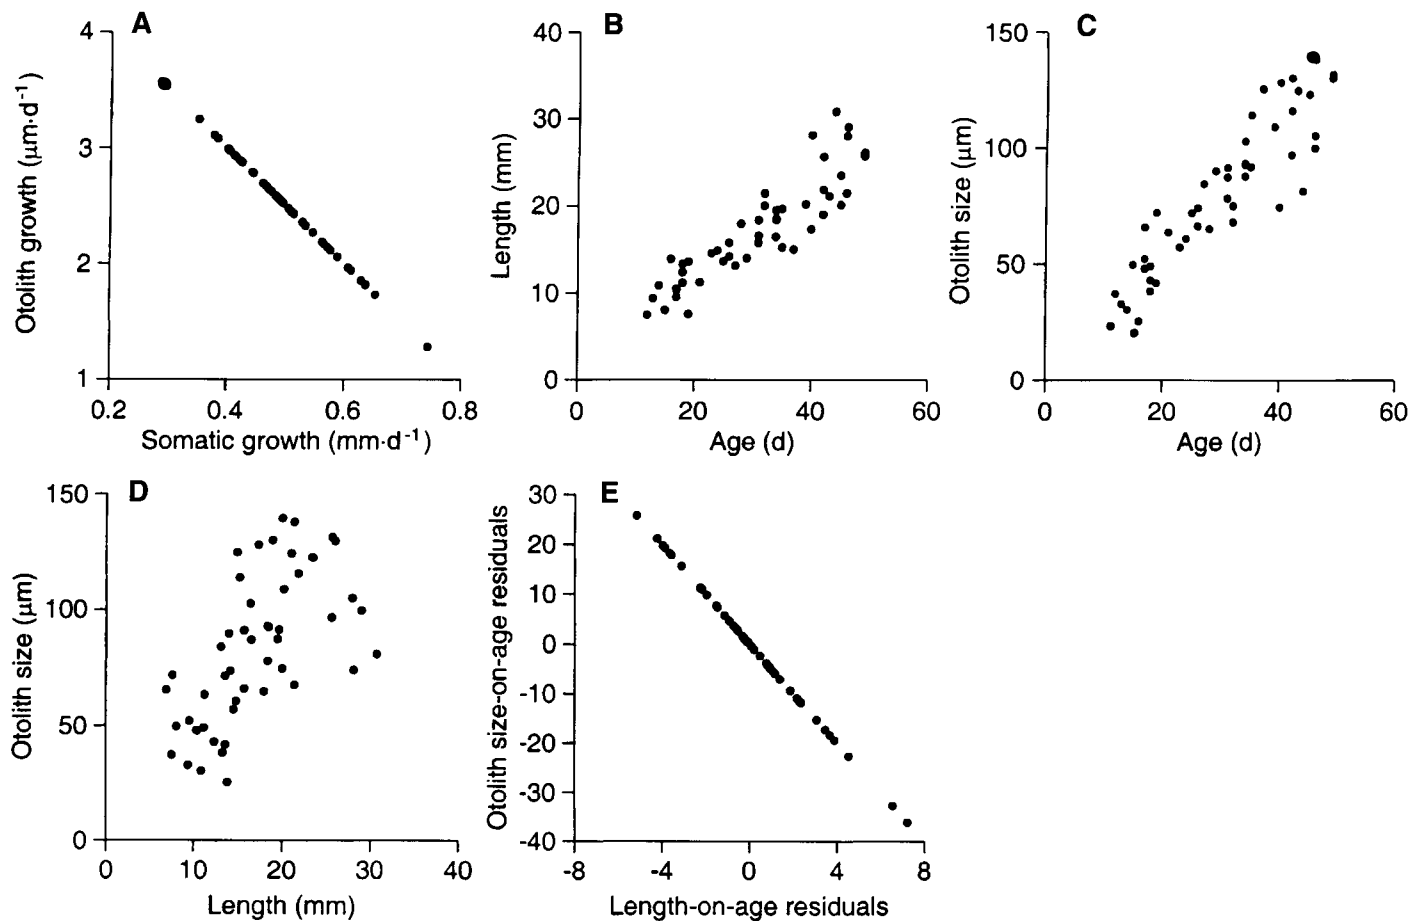 A
Otolith growth (μm·d-1)
4
3
2
1
0.2 0.4 0.6 0.8
Somatic growth (mm·d-1)
B
Length (mm)
40
30
20
10
0
0 20 40 60
Age (d)
C
Otolith size (μm)
150
100
50
0
0 20 40 60
Age (d)
D
Otolith size (μm)
150
100
50
0
0 10 20 30 40
Length (mm)
E
Otolith size-on-age residuals
30
20
10
0
-10
-20
-30
-40
-8 -4 0 4 8
Length-on-age residuals